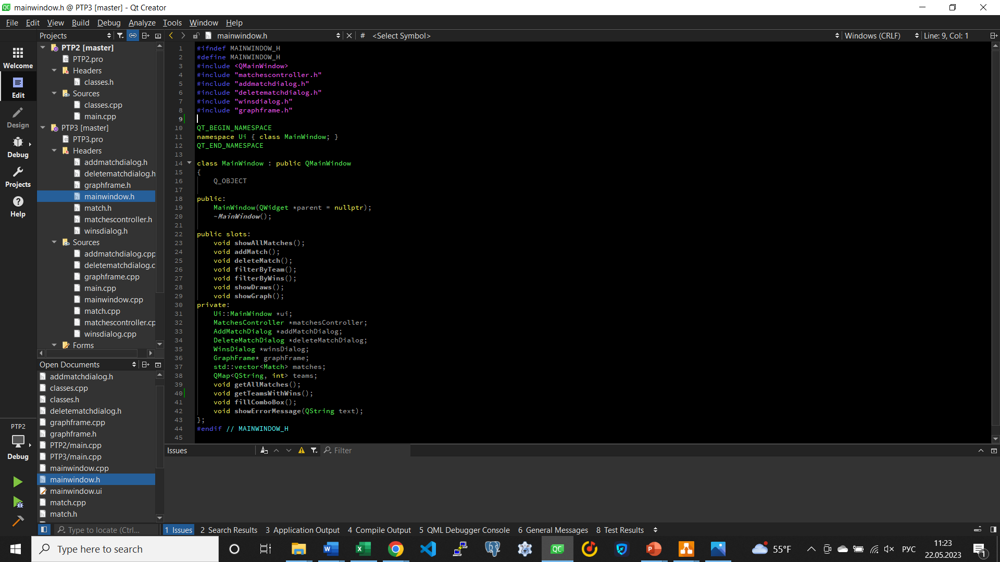 mainwindow.h @ PTP3 [master] - Qt Creator
File Edit View Build Debug Analyze Tools Window Help
Projects
mainwindow.h
# <Select Symbol>
Windows (CRLF)
Line: 9, Col: 1
Welcome
Edit
Design
Debug
Projects
Help
PTP2
Debug
PTP2 [master]
PTP2.pro
Headers
classes.h
Sources
classes.cpp
main.cpp
PTP3 [master]
PTP3.pro
Headers
addmatchdialog.h
deletematchdialog.h
graphframe.h
mainwindow.h
match.h
matchescontroller.h
winsdialog.h
Sources
addmatchdialog.cpp
deletematchdialog.c
graphframe.cpp
main.cpp
mainwindow.cpp
match.cpp
matchescontroller.cp
winsdialog.cpp
Forms
Open Documents
addmatchdialog.h
classes.cpp
classes.h
deletematchdialog.h
graphframe.cpp
graphframe.h
PTP2/main.cpp
PTP3/main.cpp
mainwindow.cpp
mainwindow.h
mainwindow.ui
match.cpp
match.h
1 #ifndef MAINWINDOW_H
2 #define MAINWINDOW_H
3 #include <QMainWindow>
4 #include "matchescontroller.h"
5 #include "addmatchdialog.h"
6 #include "deletematchdialog.h"
7 #include "winsdialog.h"
8 #include "graphframe.h"
9
10 QT_BEGIN_NAMESPACE
11 namespace Ui { class MainWindow; }
12 QT_END_NAMESPACE
13
14 class MainWindow : public QMainWindow
15 {
16 Q_OBJECT
17
18 public:
19 MainWindow(QWidget *parent = nullptr);
20 ~MainWindow();
21
22 public slots:
23 void showAllMatches();
24 void addMatch();
25 void deleteMatch();
26 void filterByTeam();
27 void filterByWins();
28 void showDraws();
29 void showGraph();
30 private:
31 Ui::MainWindow *ui;
32 MatchesController *matchesController;
33 AddMatchDialog *addMatchDialog;
34 DeleteMatchDialog *deleteMatchDialog;
35 WinsDialog *winsDialog;
36 GraphFrame* graphFrame;
37 std::vector<Match> matches;
38 QMap<QString, int> teams;
39 void getAllMatches();
40 void getTeamsWithWins();
41 void fillComboBox();
42 void showErrorMessage(QString text);
43 };
44 #endif // MAINWINDOW_H
45
Issues
Filter
Type to locate (Ctrl...
1 Issues 2 Search Results 3 Application Output 4 Compile Output 5 QML Debugger Console 6 General Messages 8 Test Results
Type here to search
55°F
РУС
11:23
22.05.2023
1